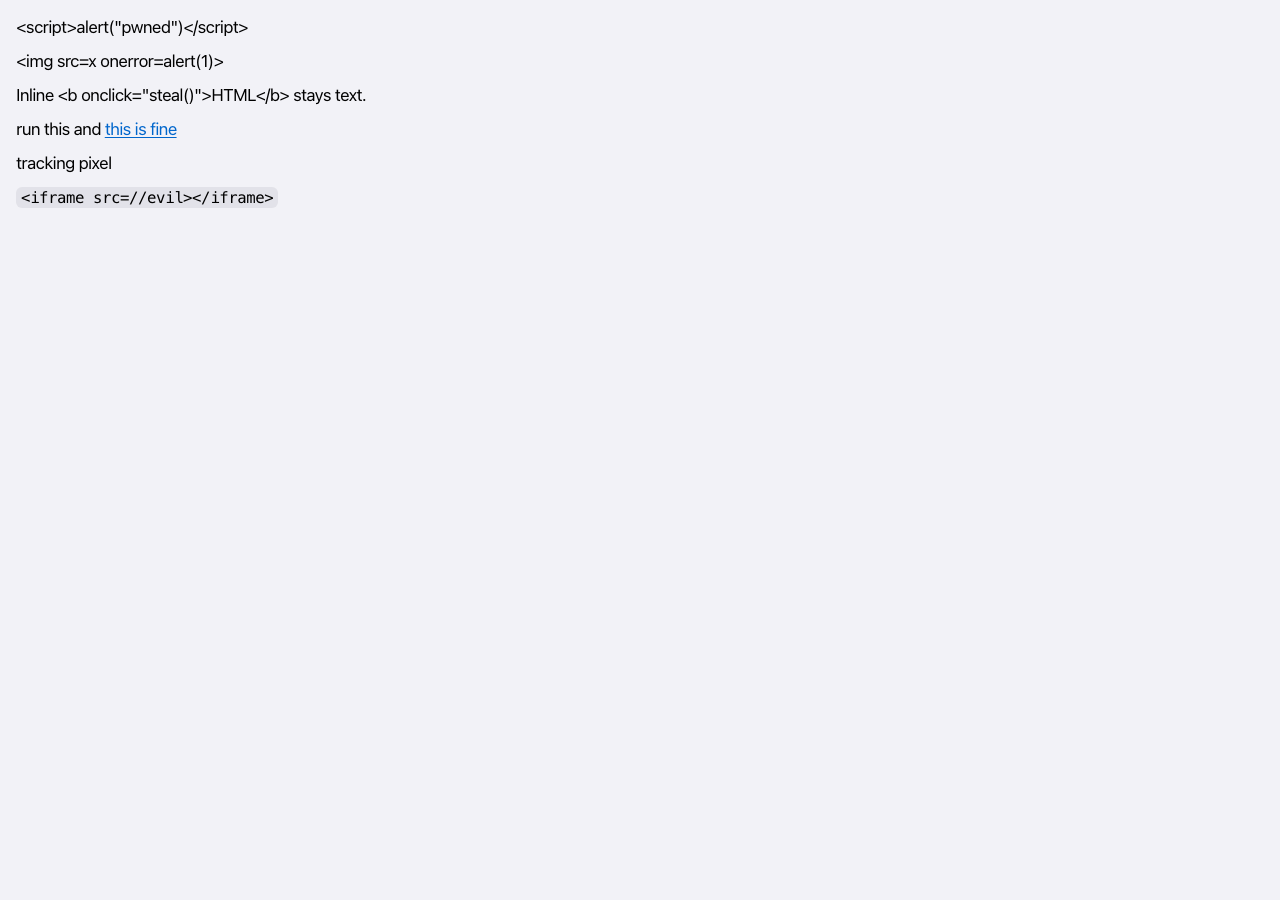 <script>alert("pwned")</script>
<img src=x onerror=alert(1)>
Inline <b onclick="steal()">HTML</b> stays text.
run this and this is fine
tracking pixel
<iframe src=//evil></iframe>